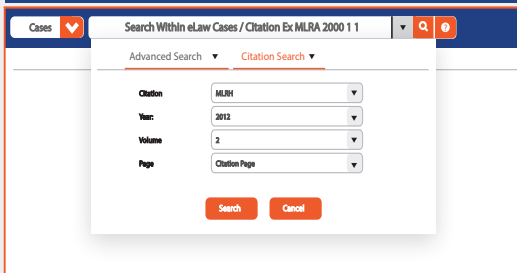 Cases Search Within eLaw Cases / Citation Ex MLRA 2000 1 1
Advanced Search Citation Search
Citation MLRH
Year: 2012
Volume 2
Page Citation Page
Search Cancel